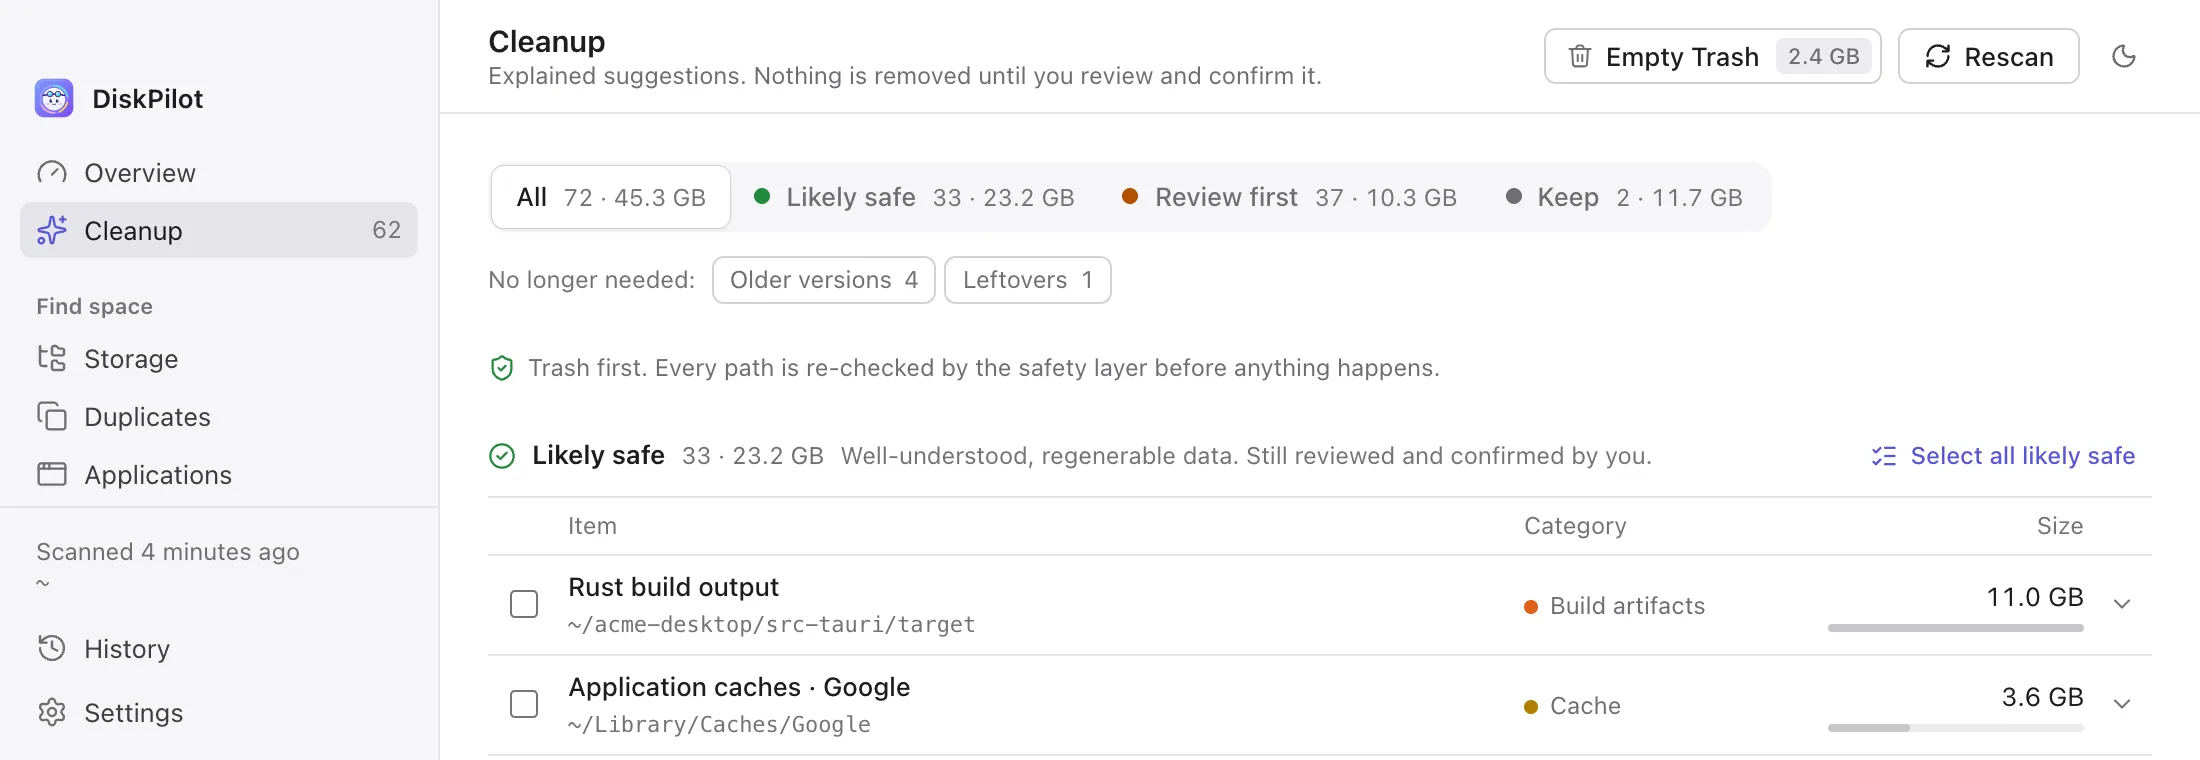 DiskPilot
Overview
Cleanup 62
Find space
Storage
Duplicates
Applications
Scanned 4 minutes ago
~
History
Settings
Cleanup
Explained suggestions. Nothing is removed until you review and confirm it.
Empty Trash 2.4 GB
Rescan
All 72 · 45.3 GB
Likely safe 33 · 23.2 GB
Review first 37 · 10.3 GB
Keep 2 · 11.7 GB
No longer needed: Older versions 4 Leftovers 1
Trash first. Every path is re-checked by the safety layer before anything happens.
Likely safe 33 · 23.2 GB Well-understood, regenerable data. Still reviewed and confirmed by you. Select all likely safe
Item Category Size
Rust build output
~/acme-desktop/src-tauri/target
Build artifacts
11.0 GB
Application caches · Google
~/Library/Caches/Google
Cache
3.6 GB